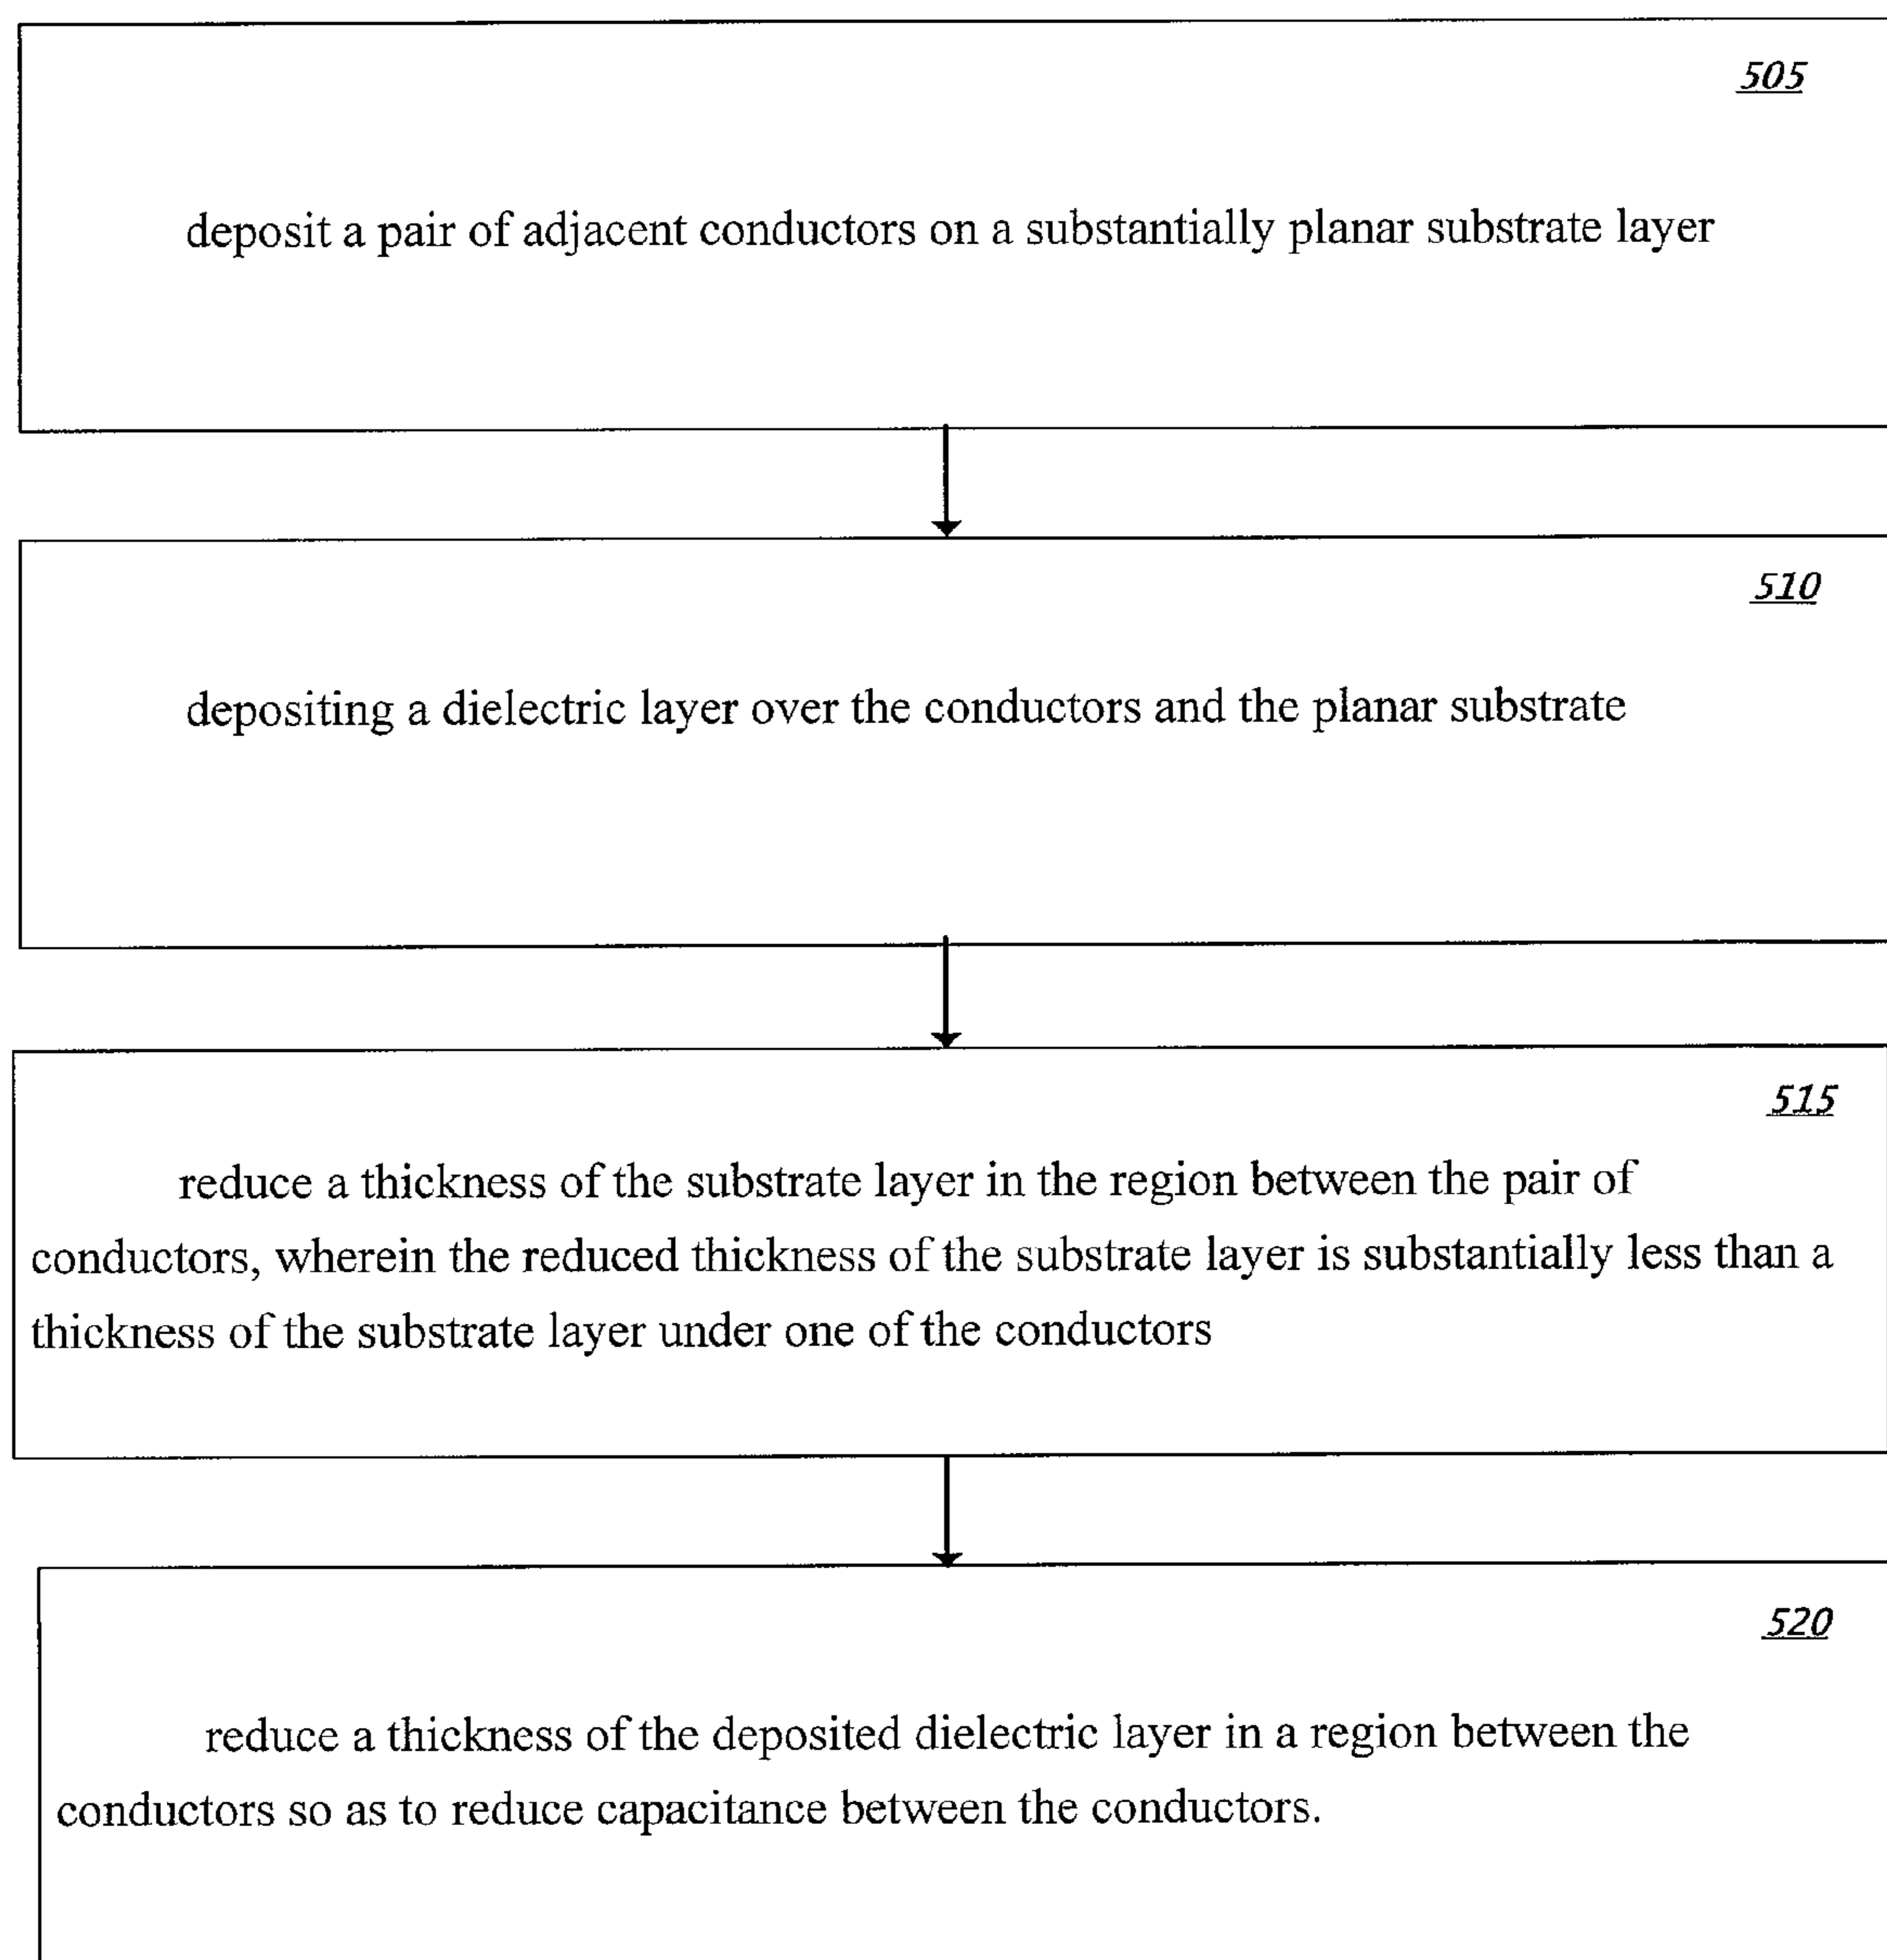 505
deposit a pair of adjacent conductors on a substantially planar substrate layer
510
depositing a dielectric layer over the conductors and the planar substrate
515
reduce a thickness of the substrate layer in the region between the pair of
conductors, wherein the reduced thickness of the substrate layer is substantially less than a
thickness of the substrate layer under one of the conductors
520
reduce a thickness of the deposited dielectric layer in a region between the
conductors so as to reduce capacitance between the conductors.